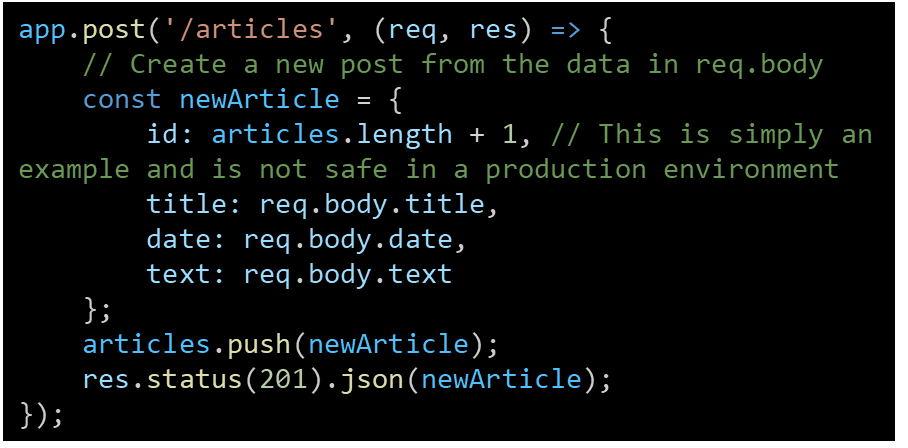 app.post('/articles', (req, res) => {
    // Create a new post from the data in req.body
    const newArticle = {
        id: articles.length + 1, // This is simply an
example and is not safe in a production environment
        title: req.body.title,
        date: req.body.date,
        text: req.body.text
    };
    articles.push(newArticle);
    res.status(201).json(newArticle);
});